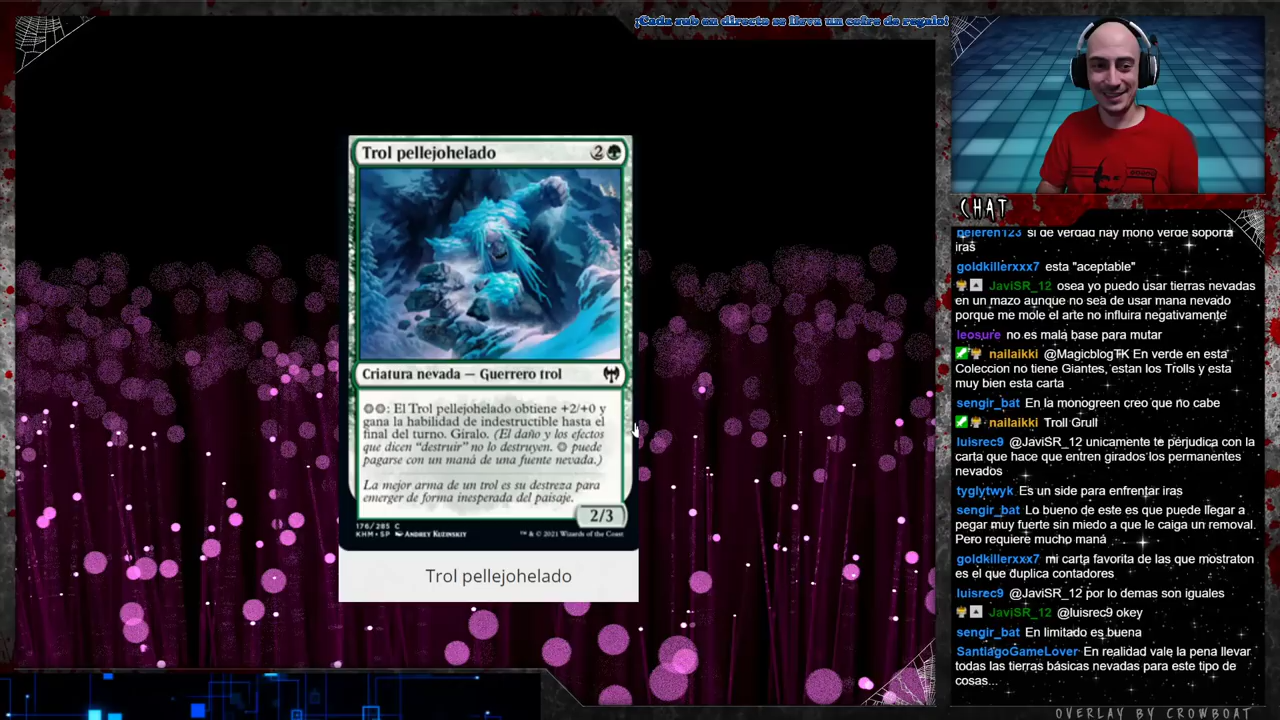 ¡Cada sub en directo se lleva un cofre de regalo!
Trol pellejohelado 2
Criatura nevada — Guerrero trol
: El Trol pellejohelado obtiene +2/+0 y
gana la habilidad de indestructible hasta el
final del turno. Gíralo. (El daño y los efectos
que dicen "destruir" no lo destruyen. puede
pagarse con un maná de una fuente nevada.)
La mejor arma de un trol es su destreza para
emerger de forma inesperada del paisaje.
2/3
176/285 C
KHM • SP ANDREY KUZINSKIY ™ & © 2021 Wizards of the Coast
Trol pellejohelado
CHAT
peleren123 si de verdad hay mono verde soporta
iras
goldkillerxxx7 esta "aceptable"
JaviSR_12 osea yo puedo usar tierras nevadas
en un mazo aunque no sea de usar mana nevado
porque me mole el arte no influira negativamente
leosure no es mala base para mutar
nailaikki @MagicblogTK En verde en esta
Coleccion no tiene Giantes, estan los Trolls y esta
muy bien esta carta
sengir_bat En la monogreen creo que no cabe
nailaikki Troll Grull
luisrec9 @JaviSR_12 unicamente te perjudica con la
carta que hace que entren girados los permanentes
nevados
tyglytwyk Es un side para enfrentar iras
sengir_bat Lo bueno de este es que puede llegar a
pegar muy fuerte sin miedo a que le caiga un removal.
Pero requiere mucho maná
goldkillerxxx7 mi carta favorita de las que mostraton
es el que duplica contadores
luisrec9 @JaviSR_12 por lo demas son iguales
JaviSR_12 @luisrec9 okey
sengir_bat En limitado es buena
SantiagoGameLover En realidad vale la pena llevar
todas las tierras básicas nevadas para este tipo de
cosas...
OVERLAY BY CROWBOAT